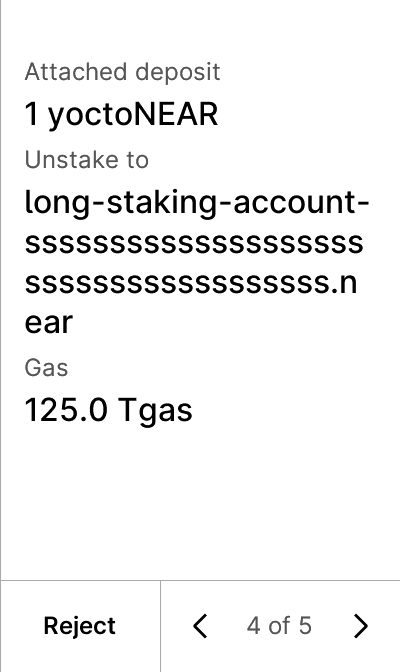 Attached deposit
1 yoctoNEAR
Unstake to
long-staking-account-
ssssssssssssssssssss
ssssssssssssssssss.n
ear
Gas
125.0 Tgas
Reject
4 of 5